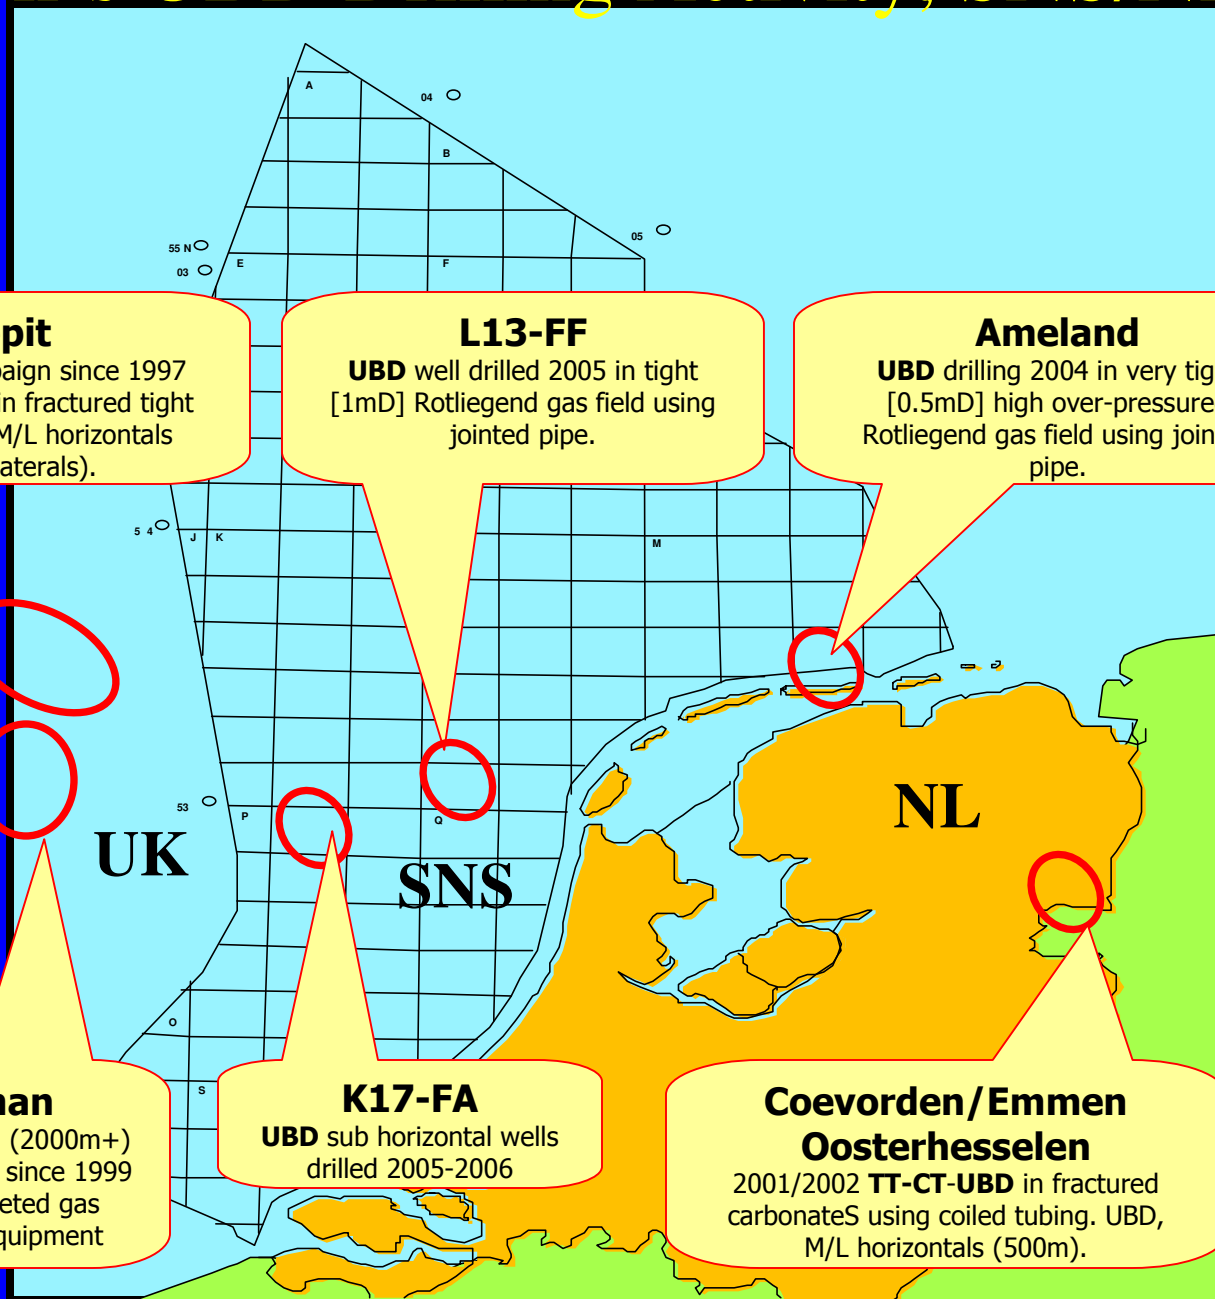 Drilling Activity, SNS/NL
A
04
B
55 N
03
E
F
05
pit
paign since 1997
in fractured tight
M/L horizontals
aterals).
L13-FF
UBD well drilled 2005 in tight
[1mD] Rotliegend gas field using
jointed pipe.
Ameland
UBD drilling 2004 in very tig
[0.5mD] high over-pressure
Rotliegend gas field using join
pipe.
5 4
J K
M
53
P
Q
UK
SNS
NL
O
S
nan
(2000m+)
since 1999
eted gas
quipment
K17-FA
UBD sub horizontal wells
drilled 2005-2006
Coevorden/Emmen
Oosterhesselen
2001/2002 TT-CT-UBD in fractured
carbonateS using coiled tubing. UBD,
M/L horizontals (500m).